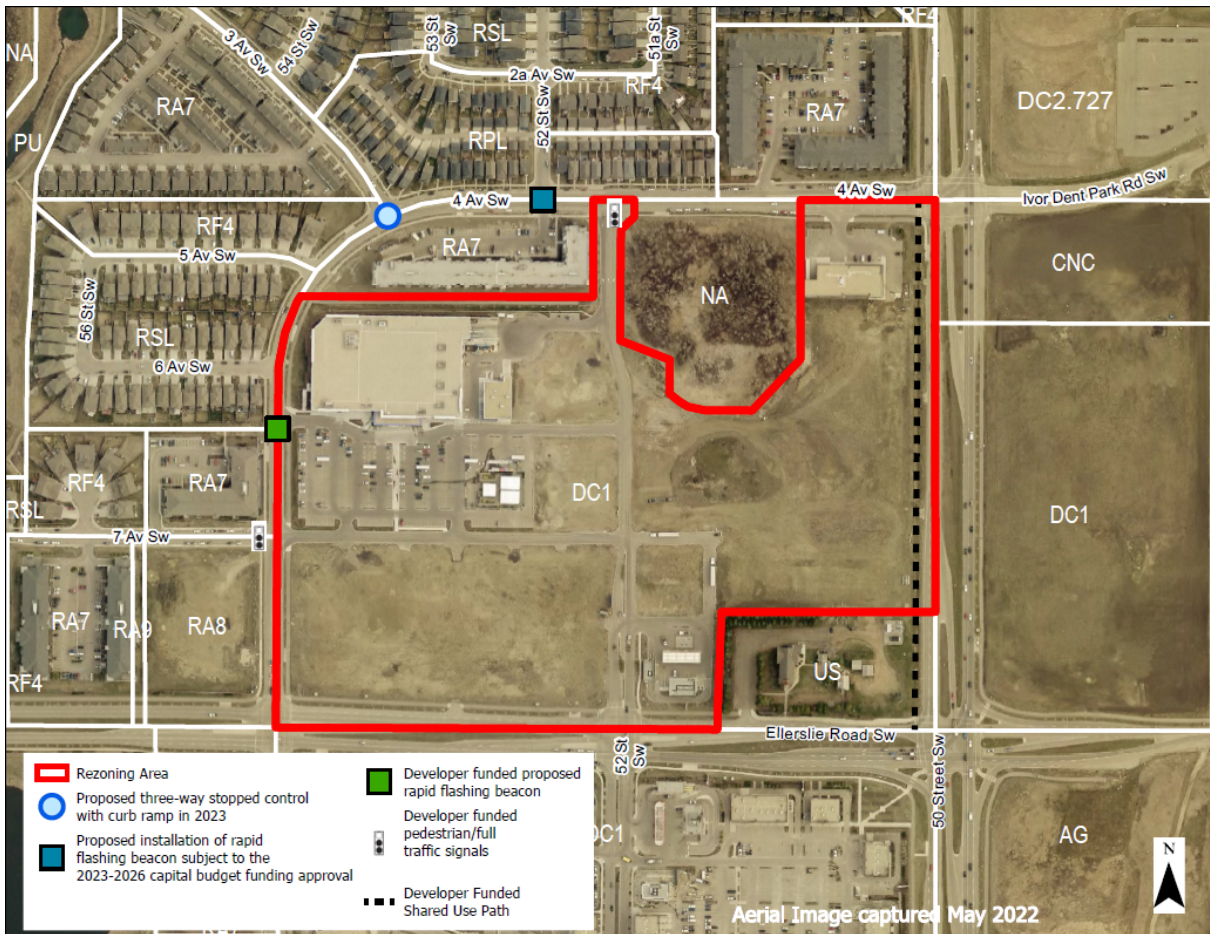 NA
3 Av Sw
54 St Sw
53 St
Sw
RSL
51a St
Sw
RF4
2a Av Sw
RF4
RA7
RA7
DC2.727
PU
RPL
52 St Sw
4 Av Sw
4 Av Sw
Ivor Dent Park Rd Sw
RF4
RA7
5 Av Sw
CNC
NA
56 St Sw
RSL
6 Av Sw
RF4
RA7
DC1
RSL
DC1
7 Av Sw
RA7
RA9
RA8
RF4
US
Ellerslie Road Sw
52 St
Sw
50 Street Sw
DC1
AG
Rezoning Area
Proposed three-way stopped control
with curb ramp in 2023
Proposed installation of rapid
flashing beacon subject to the
2023-2026 capital budget funding approval
Developer funded proposed
rapid flashing beacon
Developer funded
pedestrian/full
traffic signals
Developer Funded
Shared Use Path
N
Aerial Image captured May 2022